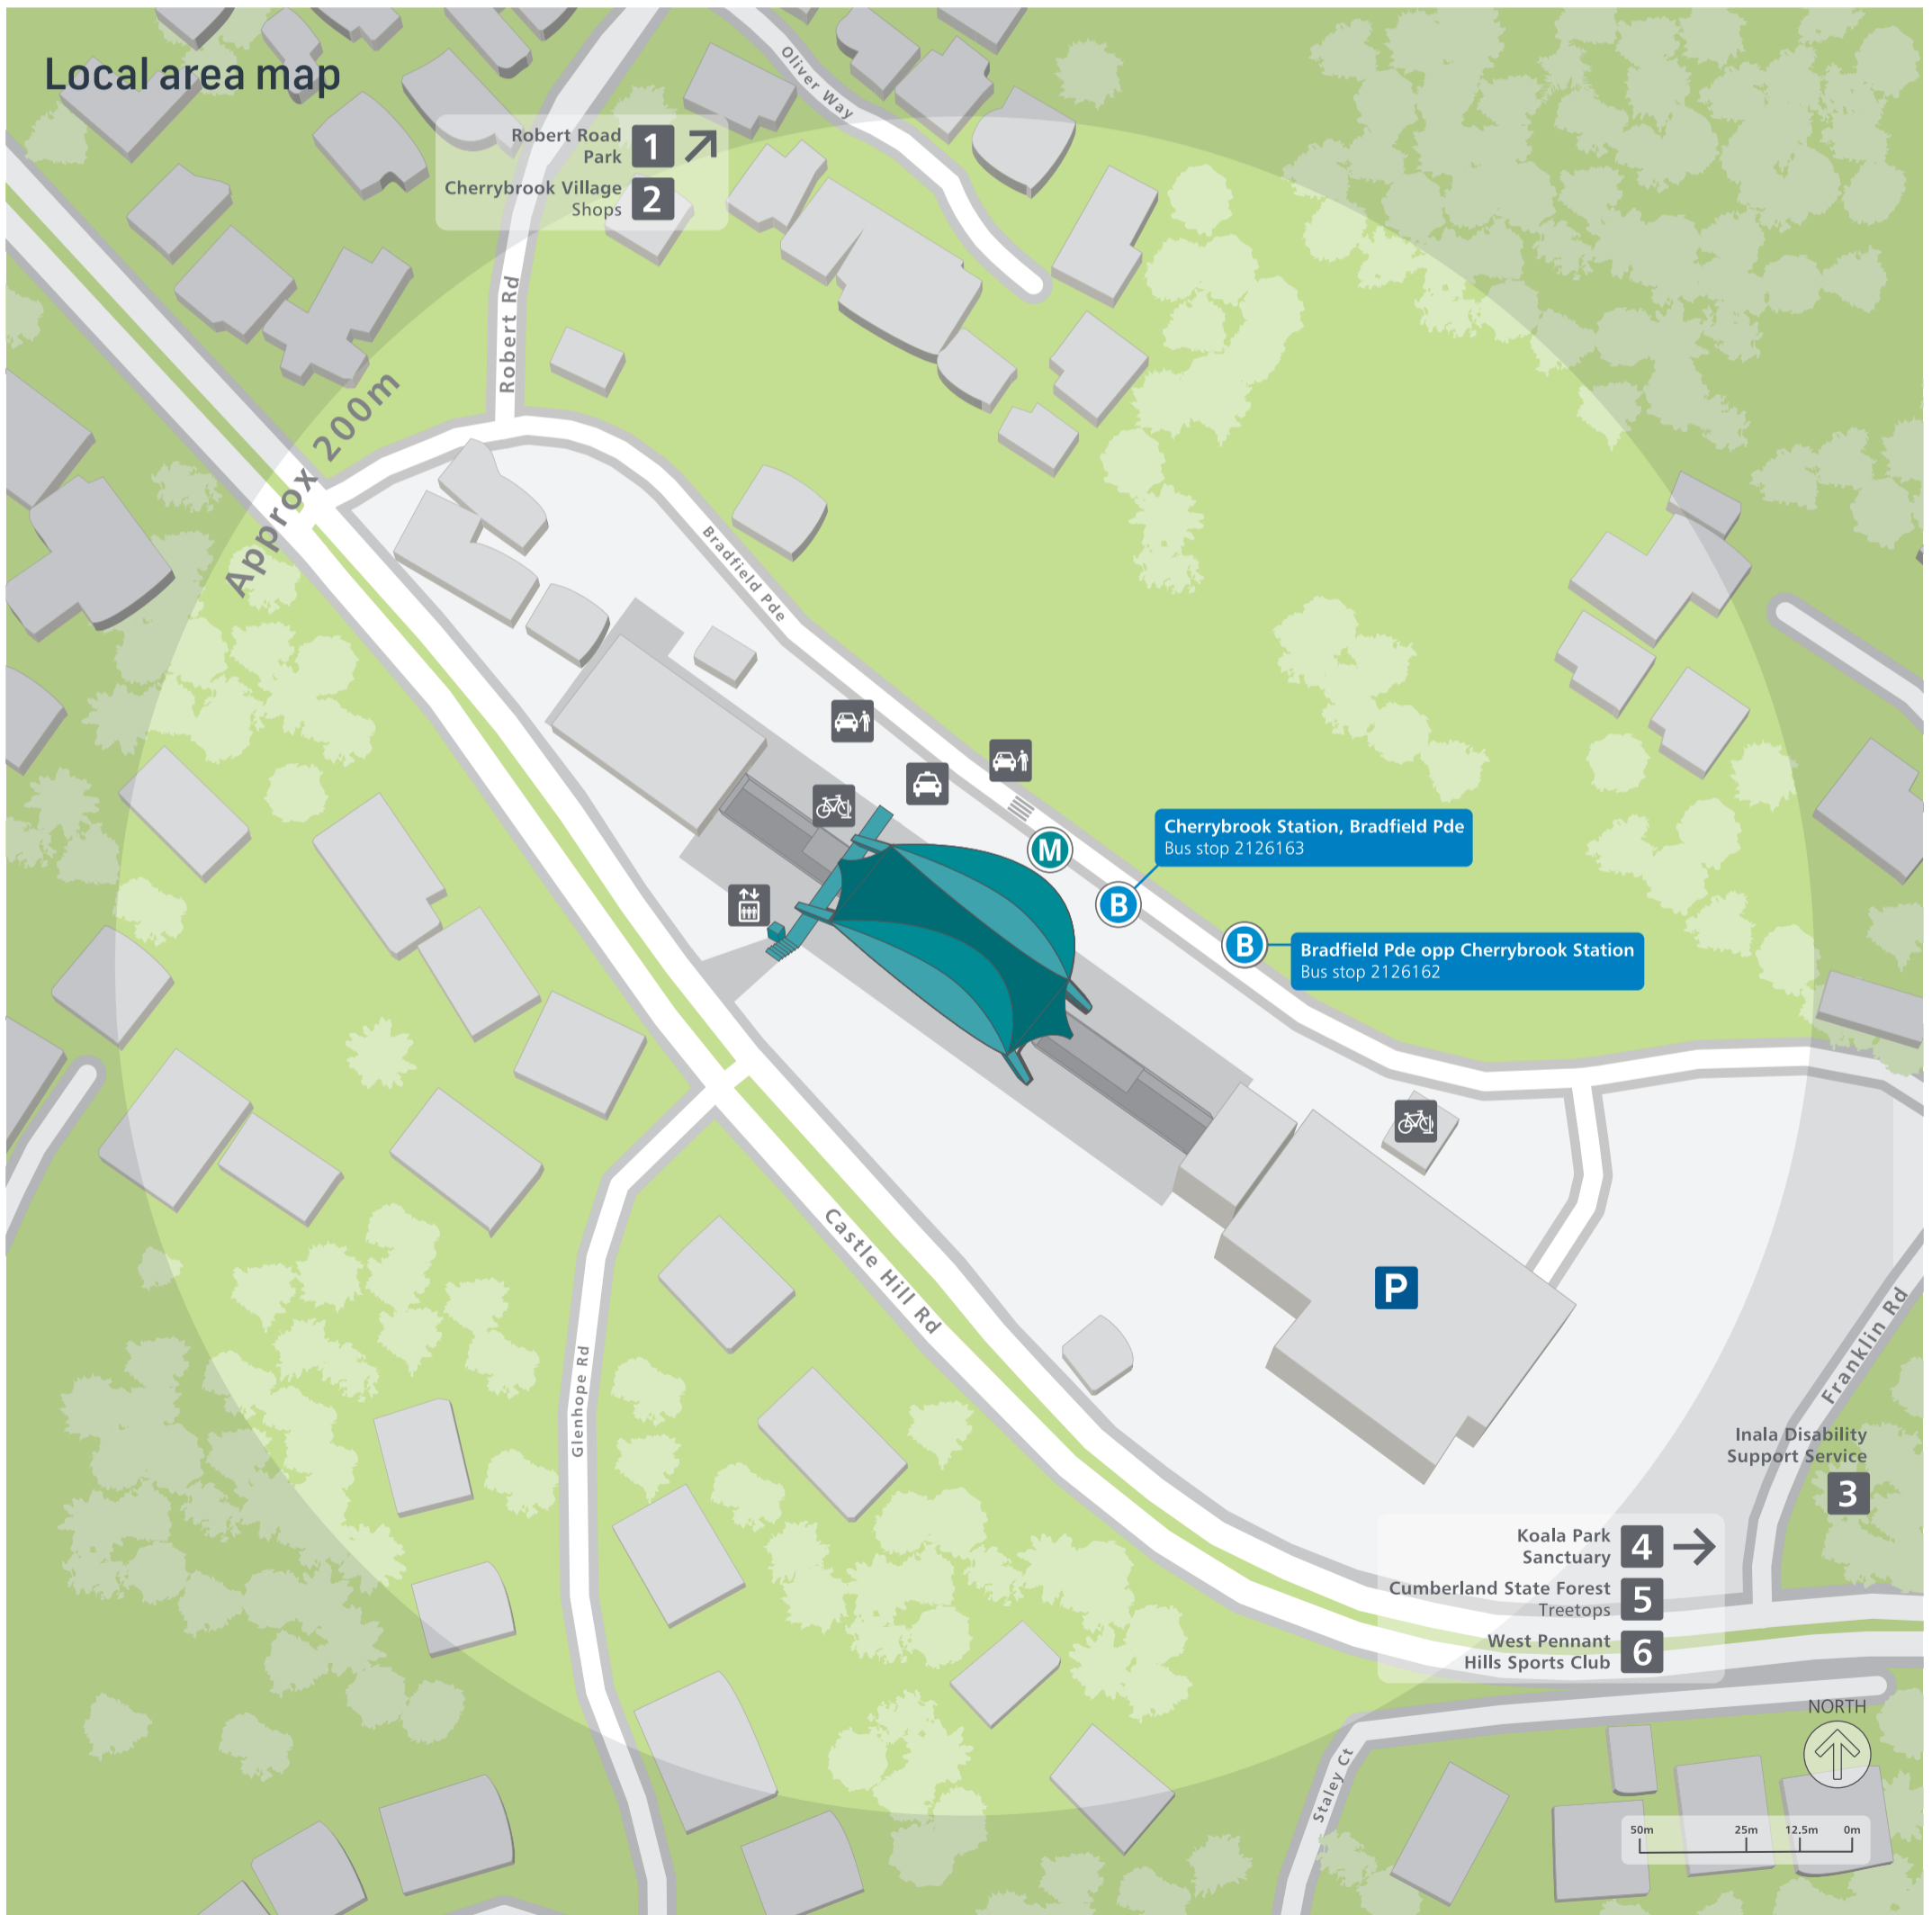 Local area map
Oliver Way
Robert Road
Park
1
Cherrybrook Village
Shops
2
Robert Rd
Approx 200m
Bradfield Pde
M
Cherrybrook Station, Bradfield Pde
Bus stop 2126163
B
B
Bradfield Pde opp Cherrybrook Station
Bus stop 2126162
Castle Hill Rd
P
Glenhope Rd
Franklin Rd
Inala Disability
Support Service
3
Koala Park
Sanctuary
4
Cumberland State Forest
Treetops
5
West Pennant
Hills Sports Club
6
NORTH
Staley Ct
50m 25m 12.5m 0m